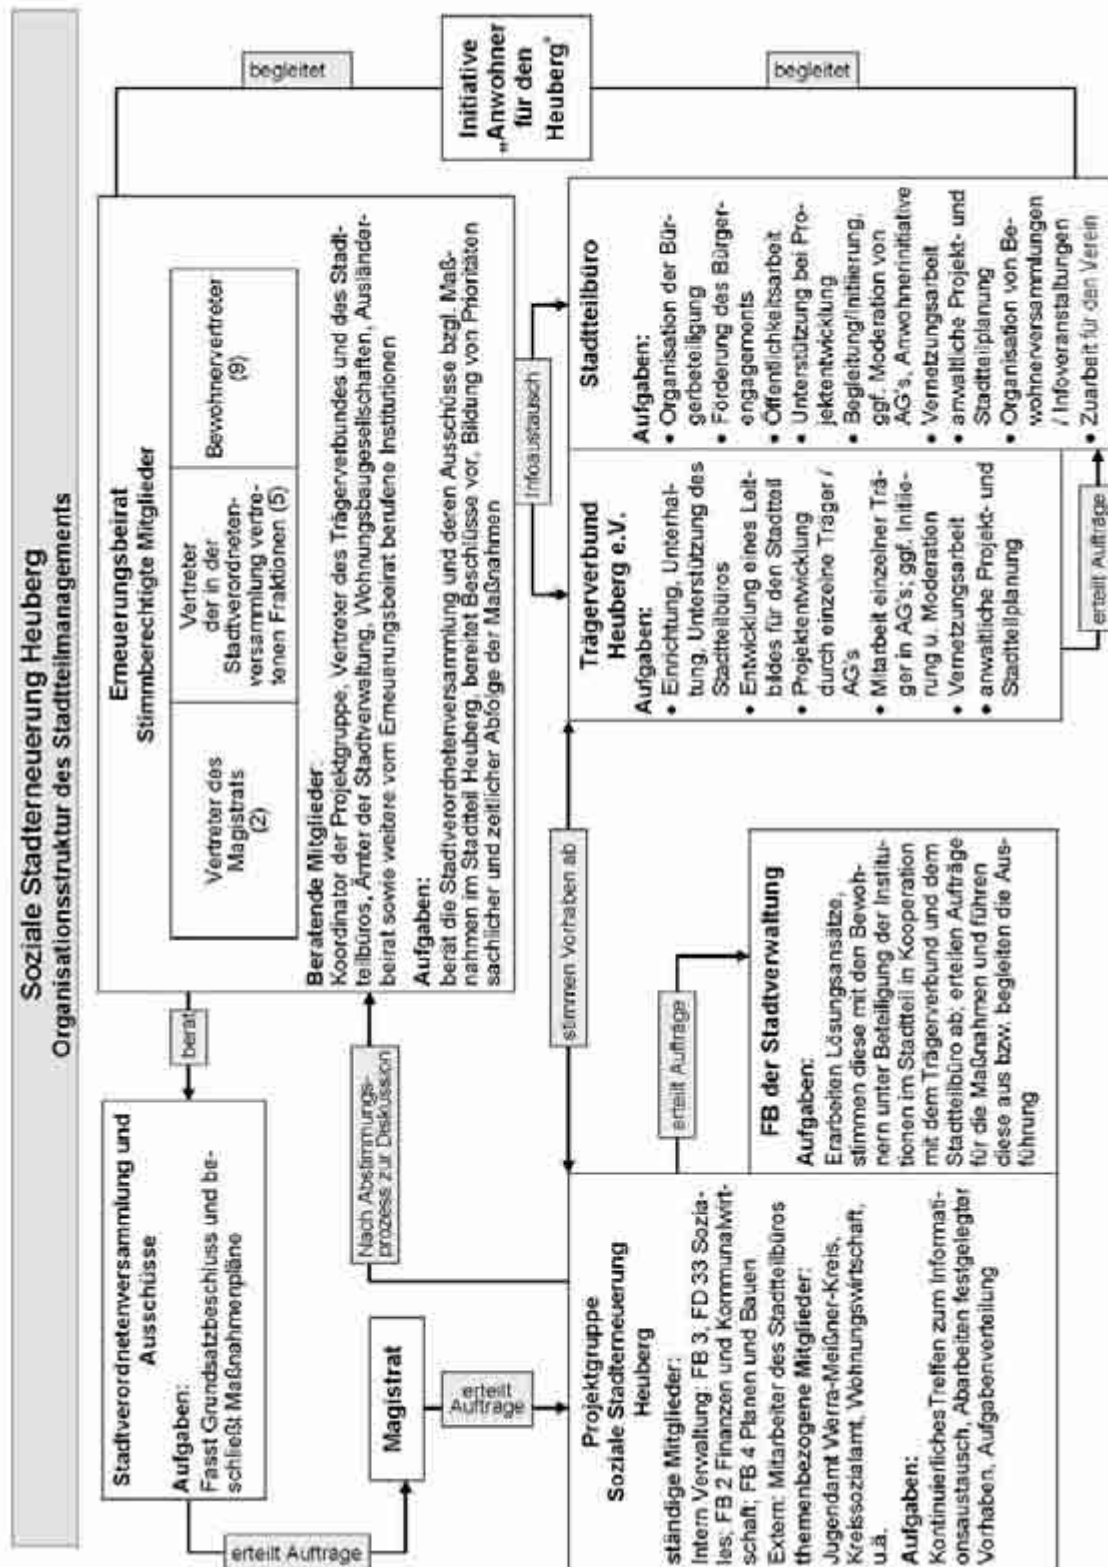 Soziale Stadterneuerung Heuberg
Organisationsstruktur des Stadtteilmanagements
Stadtverordnetenversammlung und
Ausschüsse
Aufgaben:
Fasst Grundsatzbeschluss und be-
schließt Maßnahmenpläne
berät
Erneuerungsbeirat
Stimmberechtigte Mitglieder
Vertreter des
Magistrats
(2)
Vertreter
der in der
Stadtverordneten-
versammlung vertre-
tenen Fraktionen (5)
Bewohnervertreter
(9)
Beratende Mitglieder:
Koordinator der Projektgruppe, Vertreter des Trägerverbundes und des Stadt-
teilbüros, Ämter der Stadtverwaltung, Wohnungsbaugesellschaften, Ausländer-
beirat sowie weitere vom Erneuerungsbeirat berufene Institutionen
Aufgaben:
berät die Stadtverordnetenversammlung und deren Ausschüsse bzgl. Maß-
nahmen im Stadtteil Heuberg, bereitet Beschlüsse vor, Bildung von Prioritäten
sachlicher und zeitlicher Abfolge der Maßnahmen
begleitet
erteilt Aufträge
Magistrat
Nach Abstimmungs-
prozess zur Diskussion
erteilt
Aufträge
stimmen Vorhaben ab
Infoaustausch
Initiative
„Anwohner
für den
Heuberg"
begleitet
Projektgruppe
Soziale Stadterneuerung
Heuberg
ständige Mitglieder:
Intern Verwaltung: FB 3, FD 33 Sozia-
les; FB 2 Finanzen und Kommunalwirt-
schaft; FB 4 Planen und Bauen
Extern: Mitarbeiter des Stadtteilbüros
themenbezogene Mitglieder:
Jugendamt Werra-Meißner-Kreis,
Kreissozialamt, Wohnungswirtschaft,
u.ä.
Aufgaben:
Kontinuierliches Treffen zum Informati-
onsaustausch, Abarbeiten festgelegter
Vorhaben, Aufgabenverteilung
erteilt Aufträge
FB der Stadtverwaltung
Aufgaben:
Erarbeiten Lösungsansätze,
stimmen diese mit den Bewoh-
nern unter Beteiligung der Institu-
tionen im Stadtteil in Kooperation
mit dem Trägerverbund und dem
Stadtteilbüro ab; erteilen Aufträge
für die Maßnahmen und führen
diese aus bzw. begleiten die Aus-
führung
Trägerverbund
Heuberg e.V.
Aufgaben:
• Einrichtung, Unterhal-
tung, Unterstützung des
Stadtteilbüros
• Entwicklung eines Leit-
bildes für den Stadtteil
• Projektentwicklung
durch einzelne Träger /
AG's
• Mitarbeit einzelner Trä-
ger in AG's; ggf. Initiie-
rung u. Moderation
• Vernetzungsarbeit
• anwaltliche Projekt- und
Stadtteilplanung
erteilt Aufträge
Stadtteilbüro
Aufgaben:
• Organisation der Bür-
gerbeteiligung
• Förderung des Bürger-
engagements
• Öffentlichkeitsarbeit
• Unterstützung bei Pro-
jektentwicklung
• Begleitung/Initiierung,
ggf. Moderation von
AG's, Anwohnerinitiative
• Vernetzungsarbeit
• anwaltliche Projekt- und
Stadtteilplanung
• Organisation von Be-
wohnerversammlungen
/ Infoveranstaltungen
• Zuarbeit für den Verein